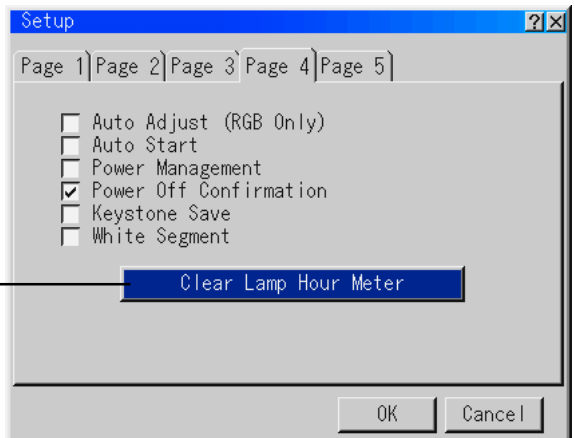 Setup
Page 1 Page 2 Page 3 Page 4 Page 5
Auto Adjust (RGB Only)
Auto Start
Power Management
Power Off Confirmation
Keystone Save
White Segment
Clear Lamp Hour Meter
OK Cancel